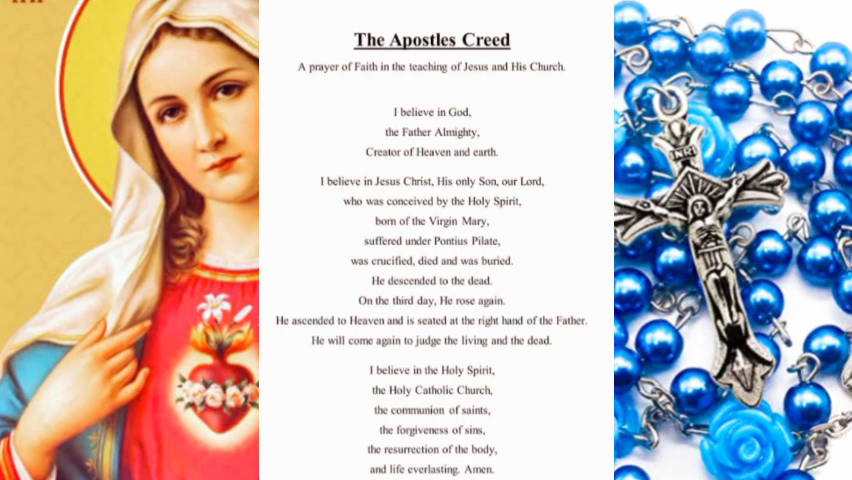 The Apostles Creed
A prayer of Faith in the teaching of Jesus and His Church.
I believe in God,
the Father Almighty,
Creator of Heaven and earth.
I believe in Jesus Christ, His only Son, our Lord,
who was conceived by the Holy Spirit,
born of the Virgin Mary,
suffered under Pontius Pilate,
was crucified, died and was buried.
He descended to the dead.
On the third day, He rose again.
He ascended to Heaven and is seated at the right hand of the Father.
He will come again to judge the living and the dead.
I believe in the Holy Spirit,
the Holy Catholic Church,
the communion of saints,
the forgiveness of sins,
the resurrection of the body,
and life everlasting. Amen.
INRI